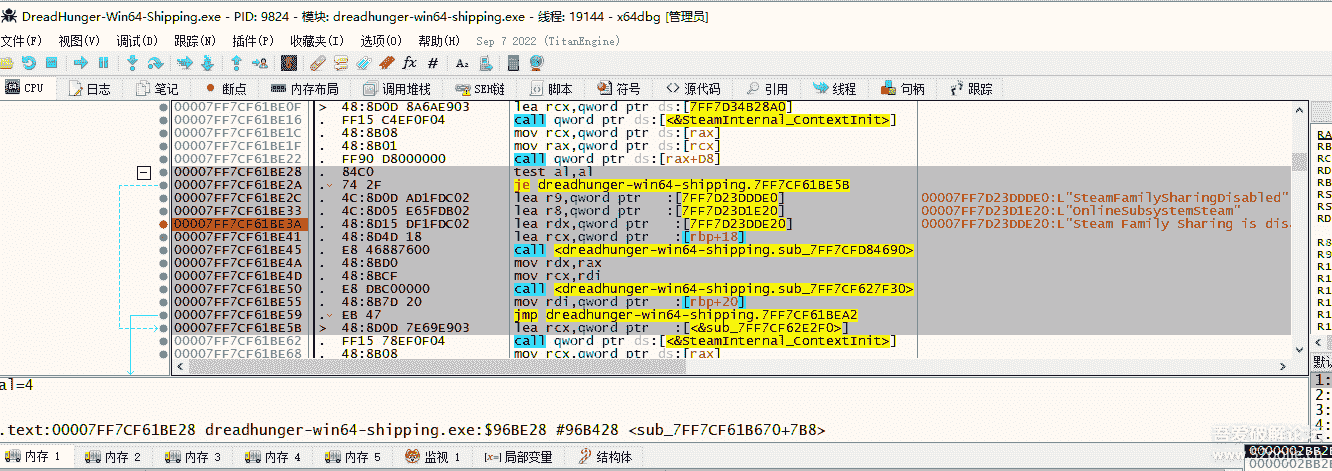 DreadHunger-Win64-Shipping.exe - PID: 9824 - 模块: dreadhunger-win64-shipping.exe - 线程: 19144 - x64dbg [管理员]
文件(F) 视图(V) 调试(D) 跟踪(N) 插件(P) 收藏夹(I) 选项(O) 帮助(H) Sep 7 2022 (TitanEngine)
CPU 日志 笔记 断点 内存布局 调用堆栈 SEH链 脚本 符号 源代码 引用 线程 句柄 跟踪
00007FF7CF61BE0F > 48:8D0D 8A6AE903 lea rcx,qword ptr ds:[7FF7D34B28A0]
00007FF7CF61BE16 . FF15 C4EF0F04 call qword ptr ds:[<&SteamInternal_ContextInit>]
00007FF7CF61BE1C . 48:8B08 mov rcx,qword ptr ds:[rax]
00007FF7CF61BE1F . 48:8B01 mov rax,qword ptr ds:[rcx]
00007FF7CF61BE22 . FF90 D8000000 call qword ptr ds:[rax+D8]
00007FF7CF61BE28 . 84C0 test al,al
00007FF7CF61BE2A . 74 2F je dreadhunger-win64-shipping.7FF7CF61BE5B
00007FF7CF61BE2C . 4C:8D0D AD1FDC02 lea r9,qword ptr :[7FF7D23DDDE0] 00007FF7D23DDDE0:L"SteamFamilySharingDisabled"
00007FF7CF61BE33 . 4C:8D05 E65FDB02 lea r8,qword ptr :[7FF7D23D1E20] 00007FF7D23D1E20:L"OnlineSubsystemSteam"
00007FF7CF61BE3A . 48:8D15 DF1FDC02 lea rdx,qword ptr :[7FF7D23DDE20] 00007FF7D23DDE20:L"Steam Family Sharing is dis
00007FF7CF61BE41 . 48:8D4D 18 lea rcx,qword ptr :[rbp+18]
00007FF7CF61BE45 . E8 46887600 call <dreadhunger-win64-shipping.sub_7FF7CFD84690>
00007FF7CF61BE4A . 48:8BD0 mov rdx,rax
00007FF7CF61BE4D . 48:8BCF mov rcx,rdi
00007FF7CF61BE50 . E8 DBC00000 call <dreadhunger-win64-shipping.sub_7FF7CF627F30>
00007FF7CF61BE55 . 48:8B7D 20 mov rdi,qword ptr :[rbp+20]
00007FF7CF61BE59 . EB 47 jmp dreadhunger-win64-shipping.7FF7CF61BEA2
00007FF7CF61BE5B > 48:8D0D 7E69E903 lea rcx,qword ptr :[<&sub_7FF7CF62E2F0>]
00007FF7CF61BE62 . FF15 78EF0F04 call qword ptr ds:[<&SteamInternal_ContextInit>]
00007FF7CF61BE68 . 48:8B08 mov rcx,qword ptr ds:[rax]
al=4
.text:00007FF7CF61BE28 dreadhunger-win64-shipping.exe:$96BE28 #96B428 <sub_7FF7CF61B670+7B8>
内存 1 内存 2 内存 3 内存 4 内存 5 监视 1 [x=]局部变量 结构体